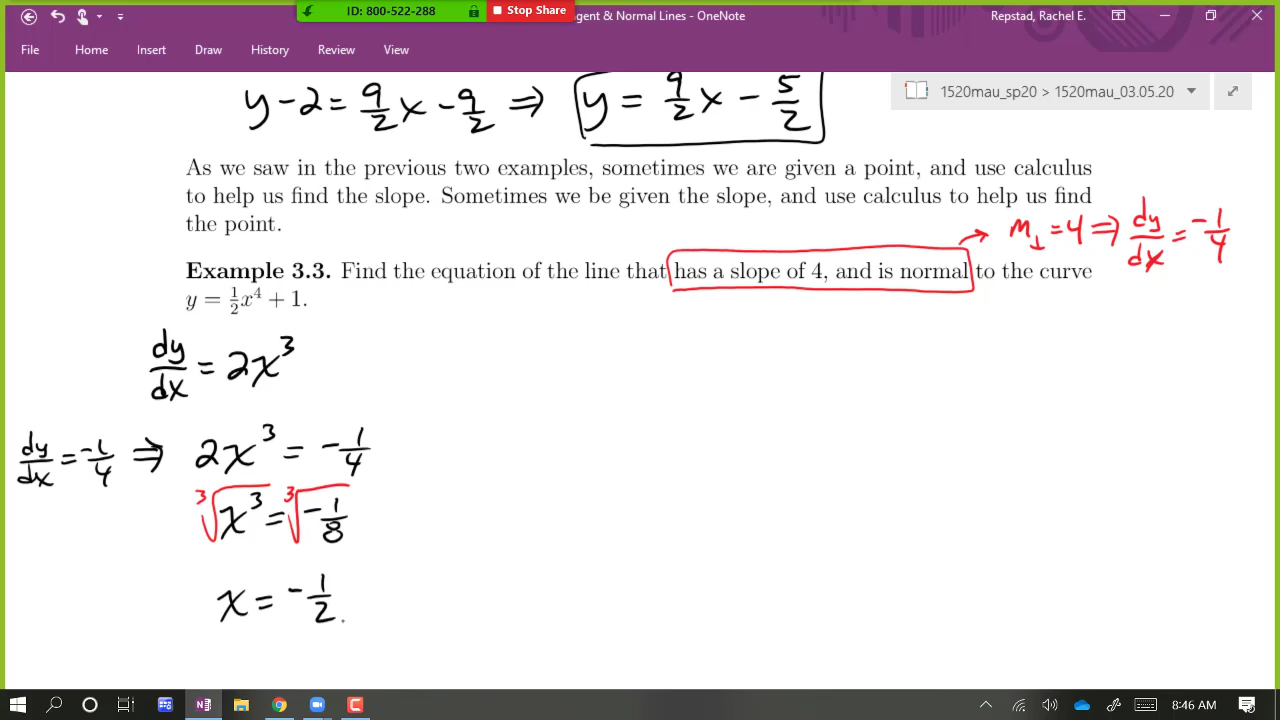 ID: 800-522-288 Stop Share
gent & Normal Lines - OneNote
Repstad, Rachel E.
File Home Insert Draw History Review View
1520mau_sp20 > 1520mau_03.05.20
y - 2 = 9/2 x - 9/2 ⇒ y = 9/2 x - 5/2
As we saw in the previous two examples, sometimes we are given a point, and use calculus
to help us find the slope. Sometimes we be given the slope, and use calculus to help us find
the point.
m⊥ = 4 ⇒ dy/dx = -1/4
Example 3.3. Find the equation of the line that has a slope of 4, and is normal to the curve
y = 1/2 x⁴ + 1.
dy/dx = 2x³
dy/dx = -1/4 ⇒ 2x³ = -1/4
³√x³ = ³√-1/8
x = -1/2
8:46 AM